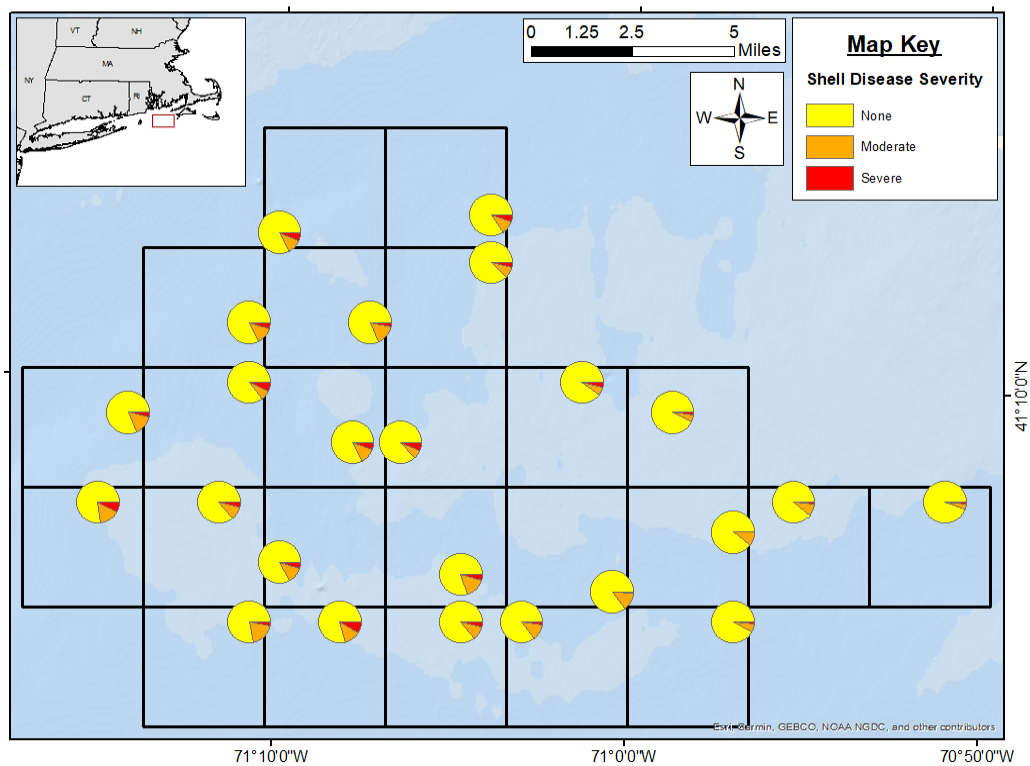 VT
NH
NY
MA
CT
RI
0 1.25 2.5 5
Miles
N
W E
S
Map Key
Shell Disease Severity
None
Moderate
Severe
41°10'0"N
Esri, Garmin, GEBCO, NOAA NGDC, and other contributors
71°10'0"W 71°0'0"W 70°50'0"W